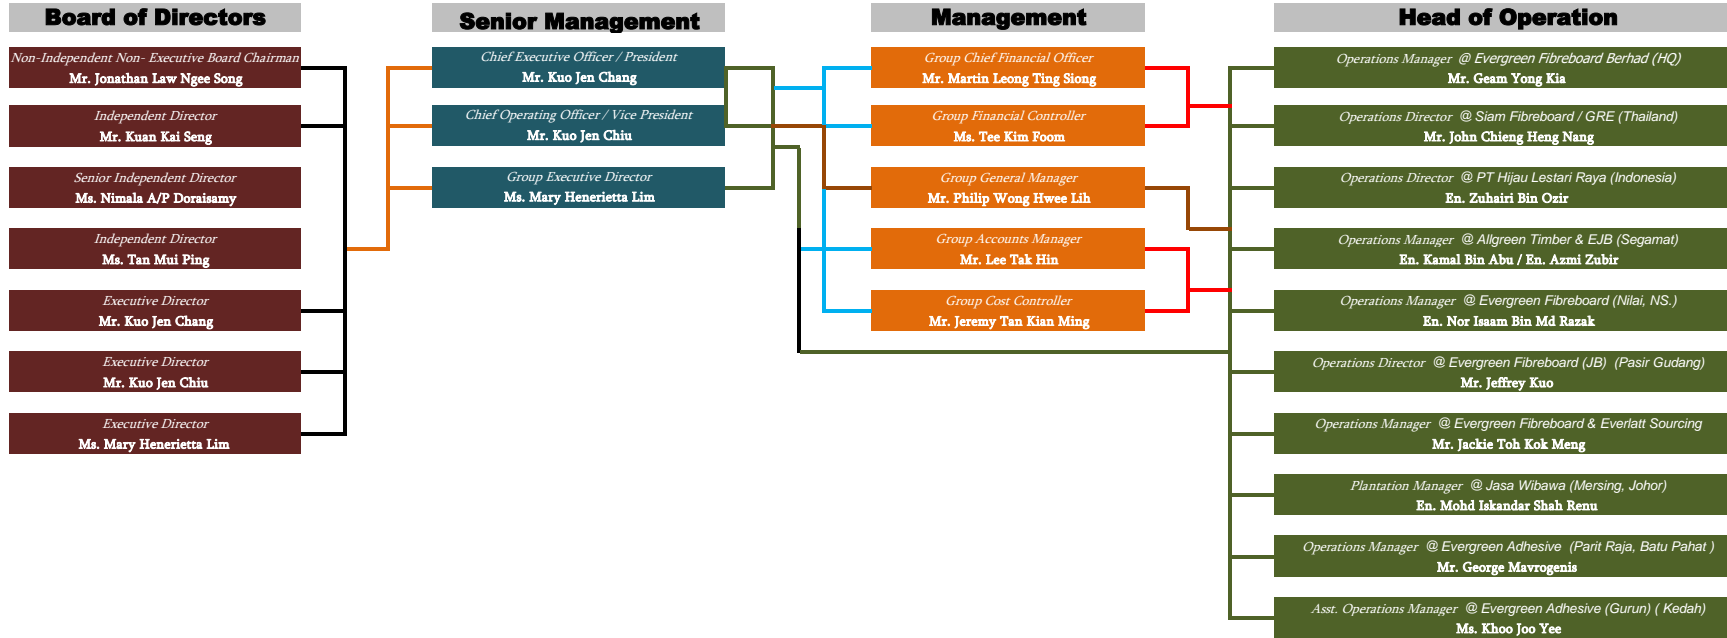 Board of Directors
Non-Independent Non- Executive Board Chairman
Mr. Jonathan Law Ngee Song
Independent Director
Mr. Kuan Kai Seng
Senior Independent Director
Ms. Nimala A/P Doraisamy
Independent Director
Ms. Tan Mui Ping
Executive Director
Mr. Kuo Jen Chang
Executive Director
Mr. Kuo Jen Chiu
Executive Director
Ms. Mary Henerietta Lim
Senior Management
Chief Executive Officer / President
Mr. Kuo Jen Chang
Chief Operating Officer / Vice President
Mr. Kuo Jen Chiu
Group Executive Director
Ms. Mary Henerietta Lim
Management
Group Chief Financial Officer
Mr. Martin Leong Ting Siong
Group Financial Controller
Ms. Tee Kim Foom
Group General Manager
Mr. Philip Wong Hwee Lih
Group Accounts Manager
Mr. Lee Tak Hin
Group Cost Controller
Mr. Jeremy Tan Kian Ming
Head of Operation
Operations Manager @ Evergreen Fibreboard Berhad (HQ)
Mr. Geam Yong Kia
Operations Director @ Siam Fibreboard / GRE (Thailand)
Mr. John Chieng Heng Nang
Operations Director @ PT Hijau Lestari Raya (Indonesia)
En. Zuhairi Bin Ozir
Operations Manager @ Allgreen Timber & EJB (Segamat)
En. Kamal Bin Abu / En. Azmi Zubir
Operations Manager @ Evergreen Fibreboard (Nilai, NS.)
En. Nor Isaam Bin Md Razak
Operations Director @ Evergreen Fibreboard (JB) (Pasir Gudang)
Mr. Jeffrey Kuo
Operations Manager @ Evergreen Fibreboard & Everlatt Sourcing
Mr. Jackie Toh Kok Meng
Plantation Manager @ Jasa Wibawa (Mersing, Johor)
En. Mohd Iskandar Shah Renu
Operations Manager @ Evergreen Adhesive (Parit Raja, Batu Pahat )
Mr. George Mavrogenis
Asst. Operations Manager @ Evergreen Adhesive (Gurun) ( Kedah)
Ms. Khoo Joo Yee